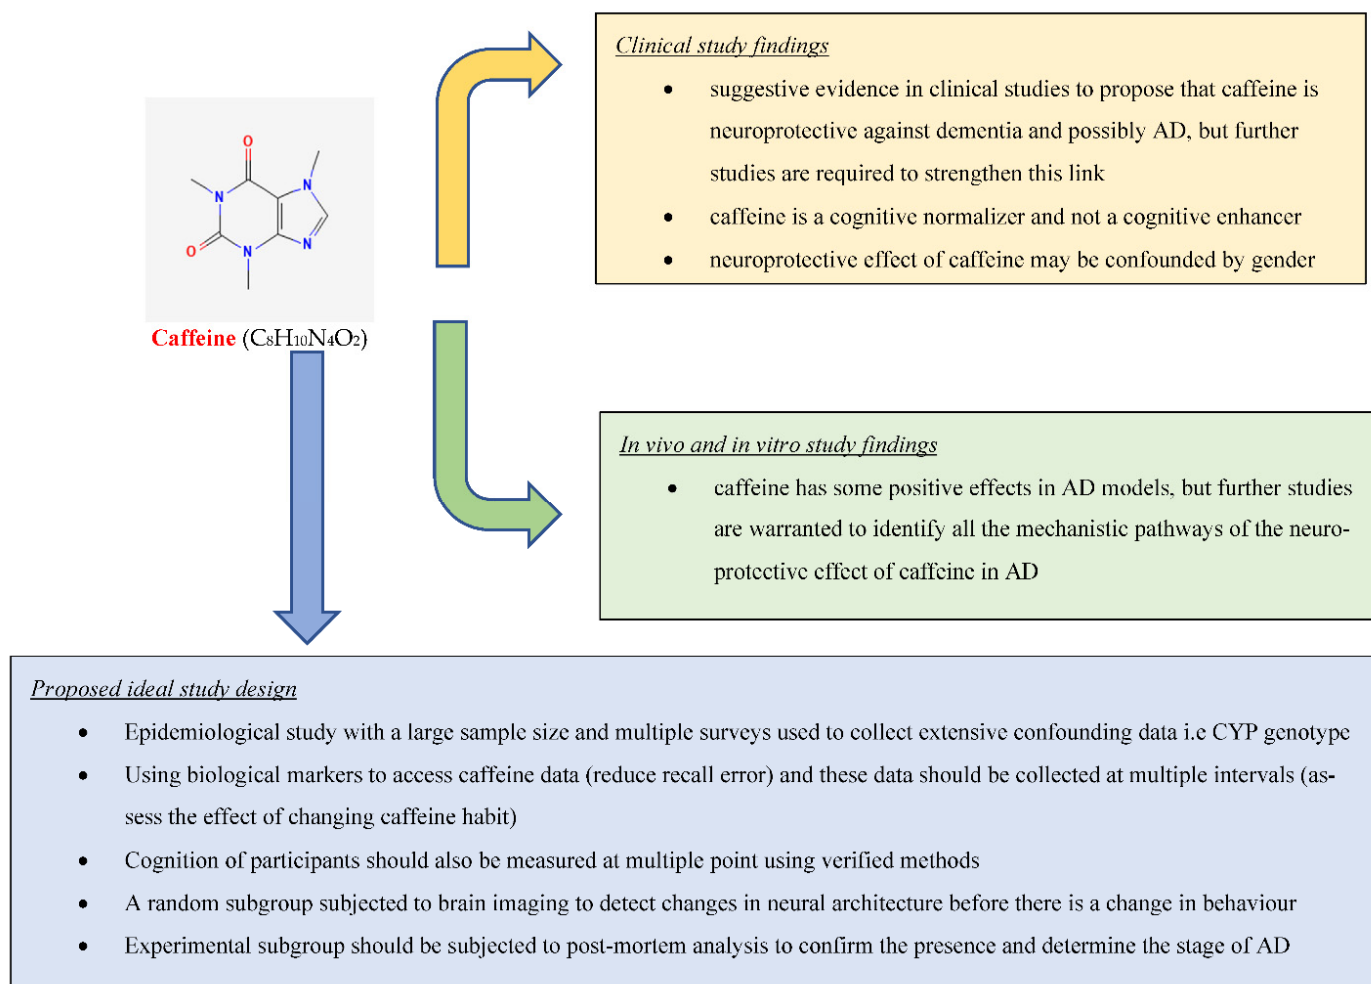 Clinical study findings
• suggestive evidence in clinical studies to propose that caffeine is
neuroprotective against dementia and possibly AD, but further
studies are required to strengthen this link
• caffeine is a cognitive normalizer and not a cognitive enhancer
• neuroprotective effect of caffeine may be confounded by gender
O
N
N
O
N
N
Caffeine (C₈H₁₀N₄O₂)
In vivo and in vitro study findings
• caffeine has some positive effects in AD models, but further studies
are warranted to identify all the mechanistic pathways of the neuro-
protective effect of caffeine in AD
Proposed ideal study design
• Epidemiological study with a large sample size and multiple surveys used to collect extensive confounding data i.e CYP genotype
• Using biological markers to access caffeine data (reduce recall error) and these data should be collected at multiple intervals (as-
sess the effect of changing caffeine habit)
• Cognition of participants should also be measured at multiple point using verified methods
• A random subgroup subjected to brain imaging to detect changes in neural architecture before there is a change in behaviour
• Experimental subgroup should be subjected to post-mortem analysis to confirm the presence and determine the stage of AD